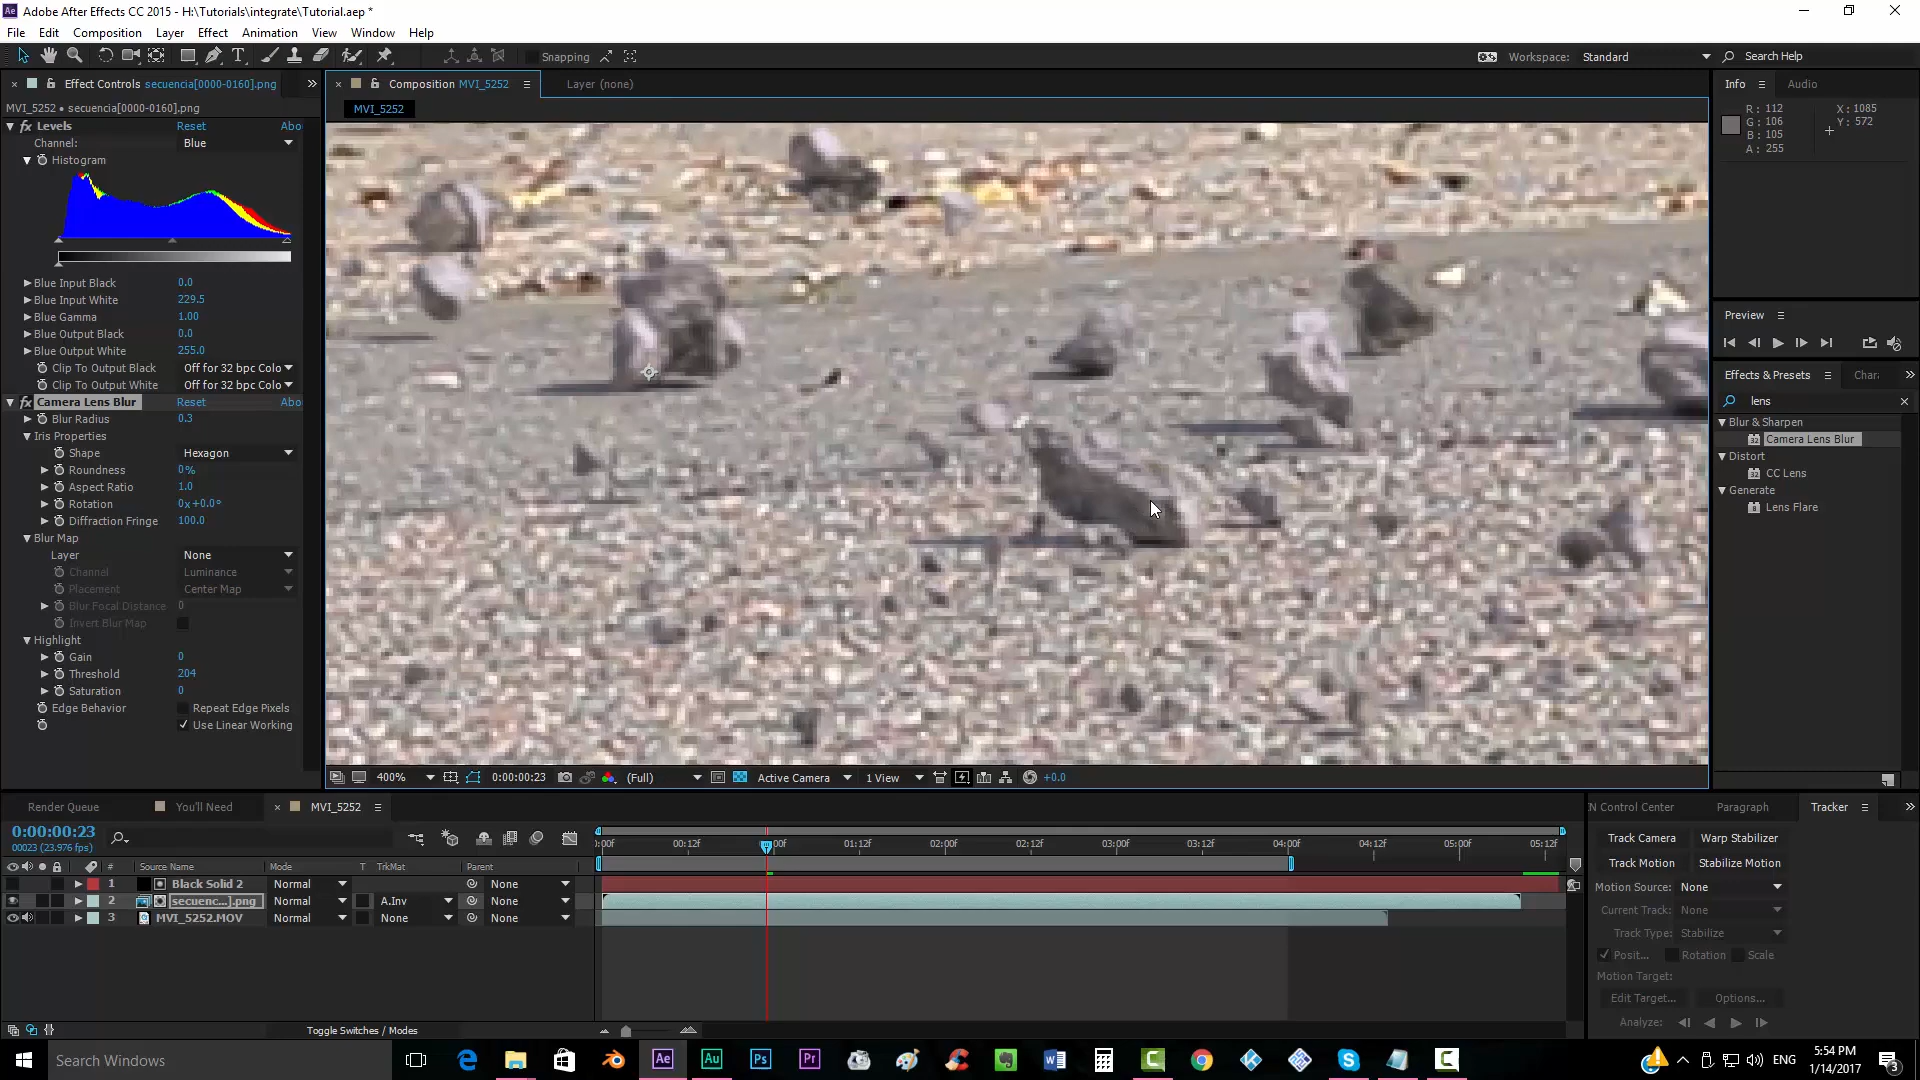 Adobe After Effects CC 2015 - H:\Tutorials\integrate\Tutorial.aep *
File Edit Composition Layer Effect Animation View Window Help
Snapping
Workspace: Standard
Search Help
Effect Controls secuencia[0000-0160].png
Composition MVI_5252
Layer (none)
Info
Audio
MVI_5252 • secuencia[0000-0160].png
MVI_5252
R: 112
G: 106
B: 105
A: 255
X: 1085
Y: 572
Levels Reset Abo
Channel: Blue
Histogram
Blue Input Black 0.0
Blue Input White 229.5
Blue Gamma 1.00
Blue Output Black 0.0
Blue Output White 255.0
Clip To Output Black Off for 32 bpc Colo
Clip To Output White Off for 32 bpc Colo
Camera Lens Blur Reset Abo
Blur Radius 0.3
Iris Properties
Shape Hexagon
Roundness 0%
Aspect Ratio 1.0
Rotation 0x+0.0°
Diffraction Fringe 100.0
Blur Map
Layer None
Channel Luminance
Placement Center Map
Blur Focal Distance 0
Invert Blur Map
Highlight
Gain 0
Threshold 204
Saturation 0
Edge Behavior Repeat Edge Pixels
Use Linear Working
Preview
Effects & Presets
Chara
lens
Blur & Sharpen
Camera Lens Blur
Distort
CC Lens
Generate
Lens Flare
400% 0:00:00:23 (Full) Active Camera 1 View +0.0
Render Queue You'll Need MVI_5252
0:00:00:23
00023 (23.976 fps)
# Source Name Mode T TrkMat Parent
:00f 00:12f :00f 01:12f 02:00f 02:12f 03:00f 03:12f 04:00f 04:12f 05:00f 05:12f
1 Black Solid 2 Normal None
2 secuenc...].png Normal A.Inv None
3 MVI_5252.MOV Normal None None
Toggle Switches / Modes
Control Center Paragraph Tracker
Track Camera Warp Stabilizer
Track Motion Stabilize Motion
Motion Source: None
Current Track: None
Track Type: Stabilize
Posit... Rotation Scale
Motion Target:
Edit Target... Options...
Analyze:
Search Windows
Ae Au Ps Pr
ENG
5:54 PM
1/14/2017
3